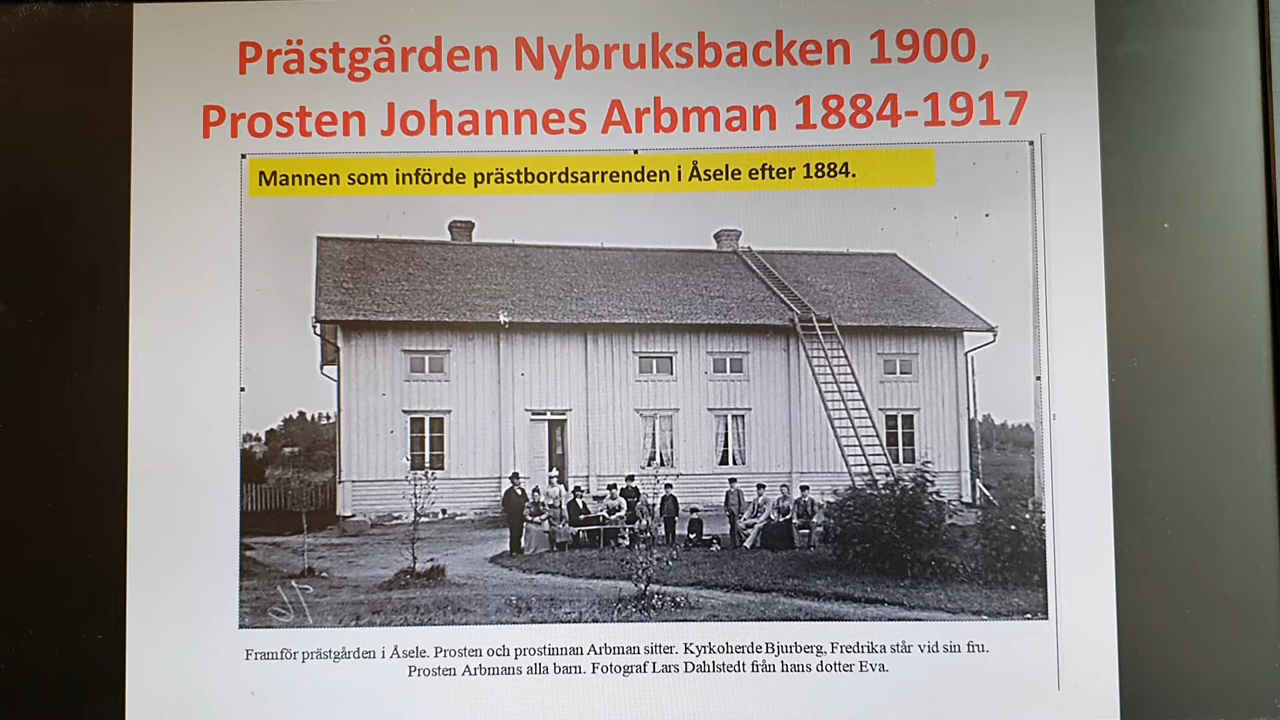 Prästgården Nybruksbacken 1900,
Prosten Johannes Arbman 1884-1917
Mannen som införde prästbordsarrenden i Åsele efter 1884.
Framför prästgården i Åsele. Prosten och prostinnan Arbman sitter. Kyrkoherde Bjurberg, Fredrika står vid sin fru.
Prosten Arbmans alla barn. Fotograf Lars Dahlstedt från hans dotter Eva.